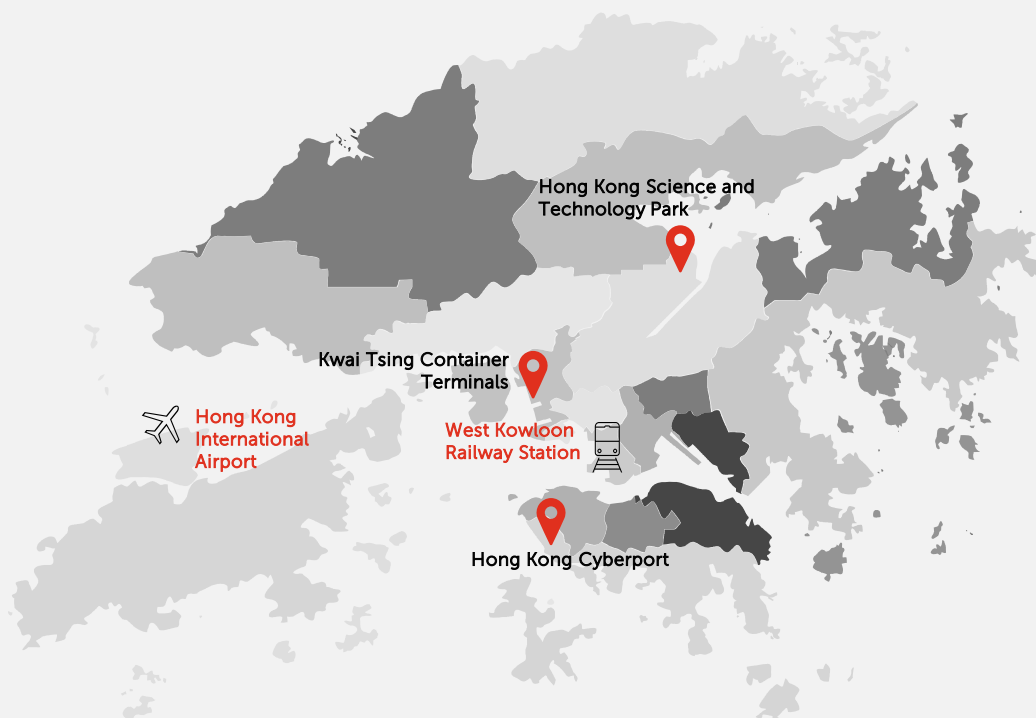 Hong Kong Science and
Technology Park
Kwai Tsing Container
Terminals
Hong Kong
International
Airport
West Kowloon
Railway Station
Hong Kong Cyberport